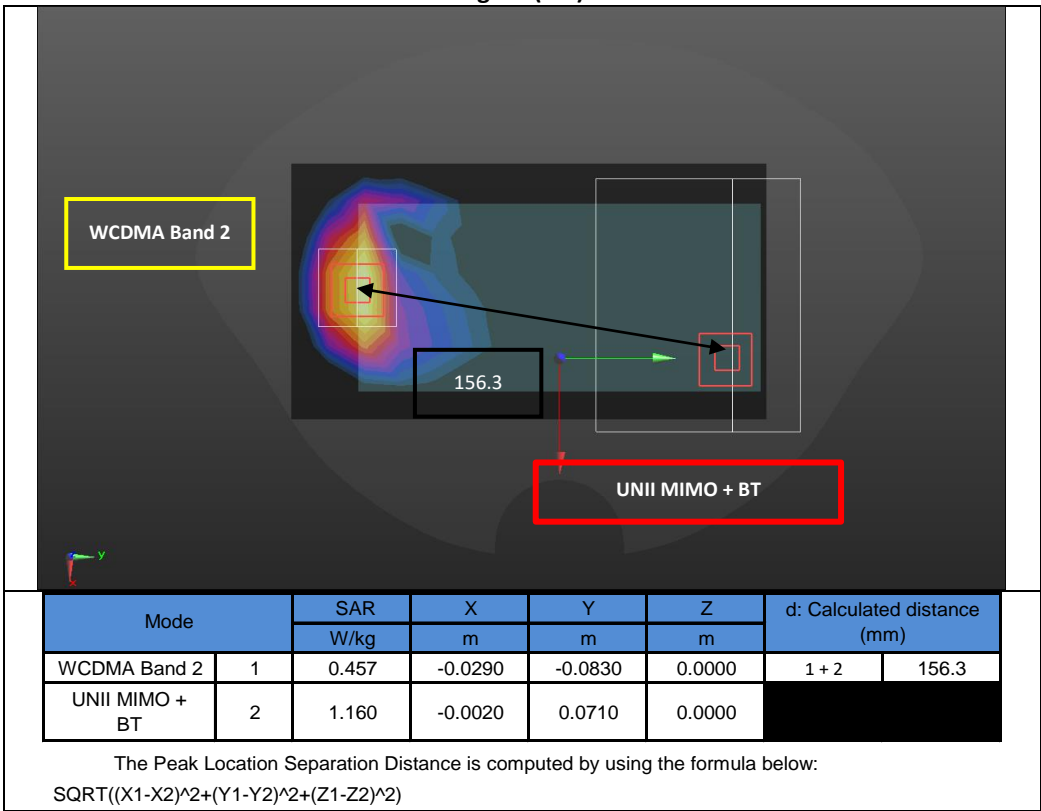 WCDMA Band 2
156.3
UNII MIMO + BT
y
x
Mode SAR X Y Z d: Calculated distance (mm)
W/kg m m m
WCDMA Band 2 1 0.457 -0.0290 -0.0830 0.0000 1 + 2 156.3
UNII MIMO + BT 2 1.160 -0.0020 0.0710 0.0000
The Peak Location Separation Distance is computed by using the formula below:
SQRT((X1-X2)^2+(Y1-Y2)^2+(Z1-Z2)^2)